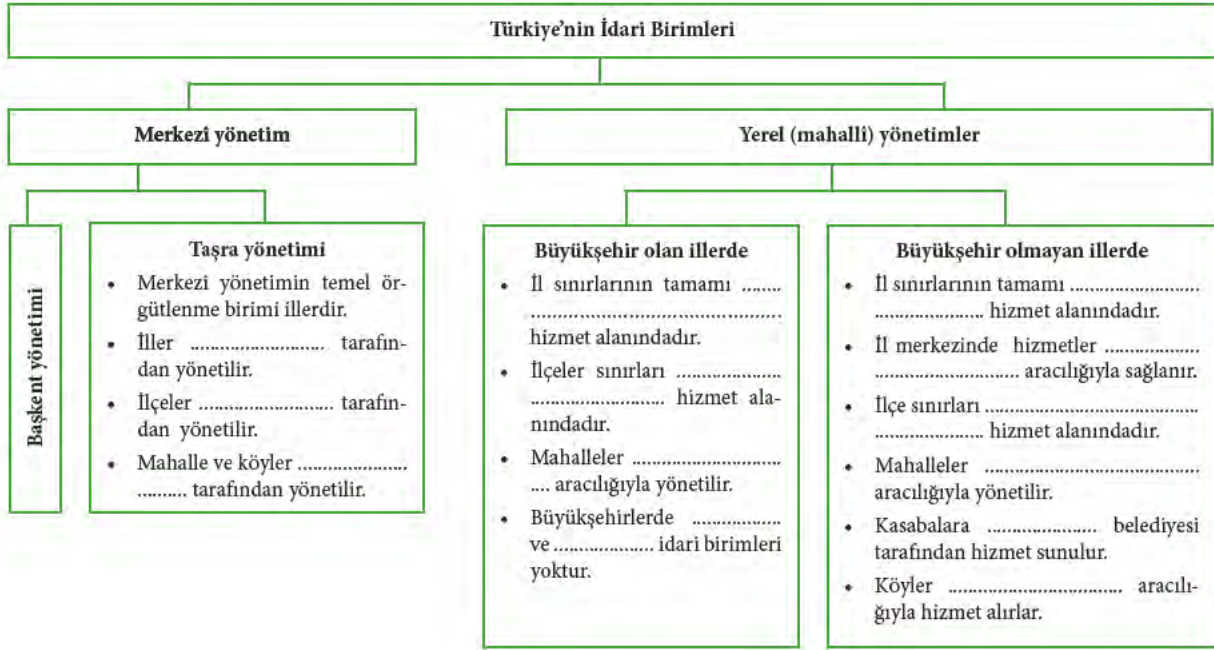 Türkiye’nin İdari Birimleri
Merkezî yönetim
Yerel (mahallî) yönetimler
Başkent yönetimi
Taşra yönetimi
• Merkezî yönetimin temel ör-
gütlenme birimi illerdir.
• İller ........................... tarafın-
dan yönetilir.
• İlçeler ........................... tarafın-
dan yönetilir.
• Mahalle ve köyler ......................
.......... tarafından yönetilir.
Büyükşehir olan illerde
• İl sınırlarının tamamı .......
...................................................
hizmet alanındadır.
• İlçeler sınırları .....................
........................... hizmet ala-
nındadır.
• Mahalleler .............................
.... aracılığıyla yönetilir.
• Büyükşehirlerde ..................
ve .................... idari birimleri
yoktur.
Büyükşehir olmayan illerde
• İl sınırlarının tamamı ..........................
...................... hizmet alanındadır.
• İl merkezinde hizmetler ..................
............................. aracılığıyla sağlanır.
• İlçe sınırları ...........................................
...................... hizmet alanındadır.
• Mahalleler ...........................................
aracılığıyla yönetilir.
• Kasabalara ...................... belediyesi
tarafından hizmet sunulur.
• Köyler ................................... aracılı-
ğıyla hizmet alırlar.